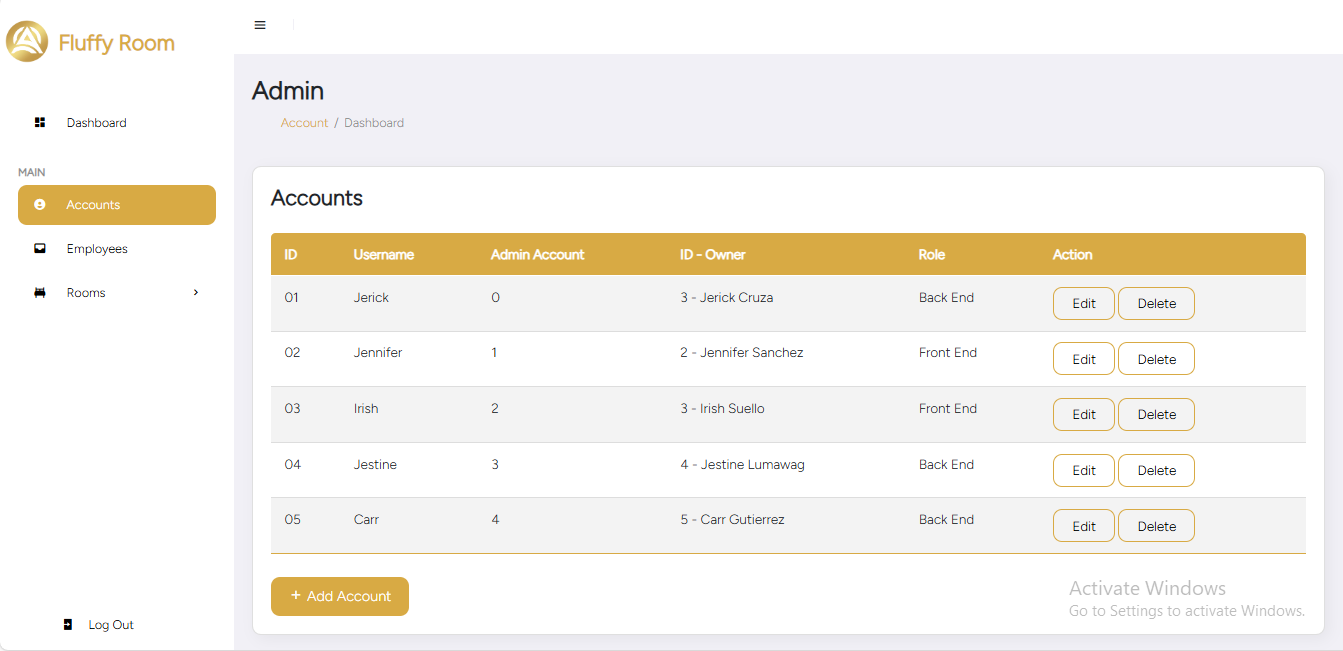 Fluffy Room
Dashboard
MAIN
Accounts
Employees
Rooms
Log Out
Admin
Account / Dashboard
Accounts
ID Username Admin Account ID - Owner Role Action
01 Jerick 0 3 - Jerick Cruza Back End Edit Delete
02 Jennifer 1 2 - Jennifer Sanchez Front End Edit Delete
03 Irish 2 3 - Irish Suello Front End Edit Delete
04 Jestine 3 4 - Jestine Lumawag Back End Edit Delete
05 Carr 4 5 - Carr Gutierrez Back End Edit Delete
+ Add Account
Activate Windows
Go to Settings to activate Windows.